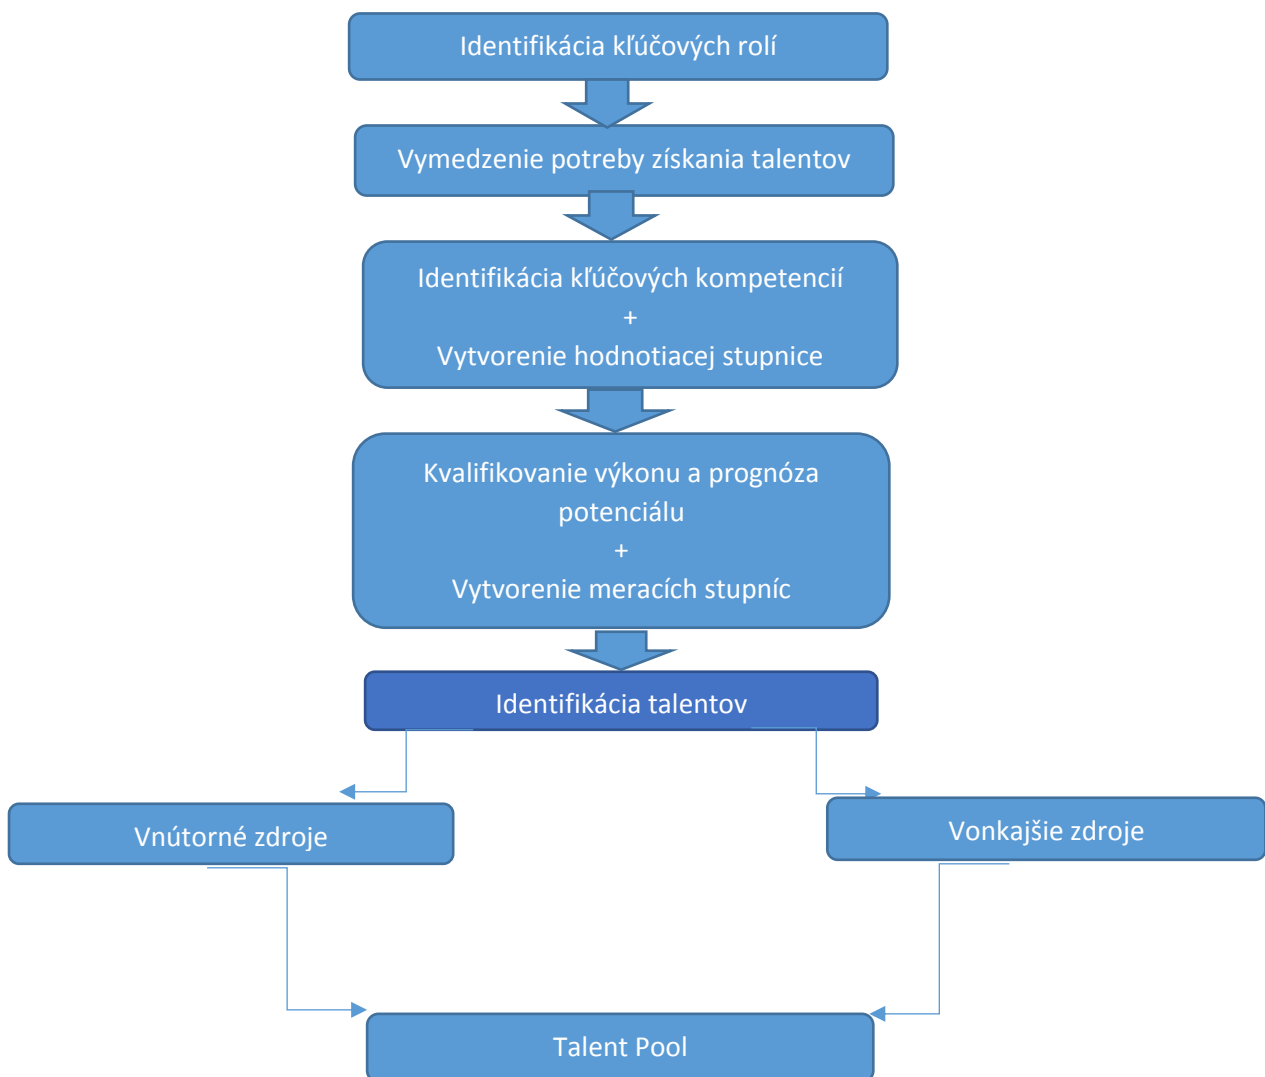 Identifikácia kľúčových rolí
Vymedzenie potreby získania talentov
Identifikácia kľúčových kompetencií
+
Vytvorenie hodnotiacej stupnice
Kvalifikovanie výkonu a prognóza
potenciálu
+
Vytvorenie meracích stupníc
Identifikácia talentov
Vnútorné zdroje
Vonkajšie zdroje
Talent Pool